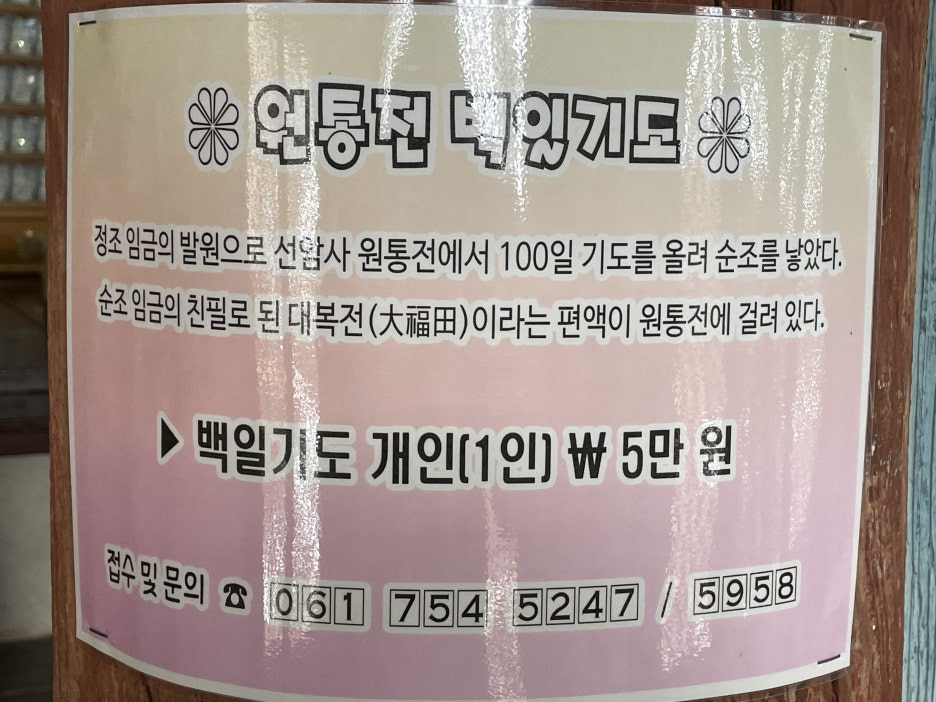 원통전 백일기도
정조 임금의 발원으로 선암사 원통전에서 100일 기도를 올려 순조를 낳았다.
순조 임금의 친필로 된 대복전(大福田)이라는 편액이 원통전에 걸려 있다.
▶ 백일기도 개인(1인) ₩ 5만 원
접수 및 문의 ☎ 061 754 5247 / 5958